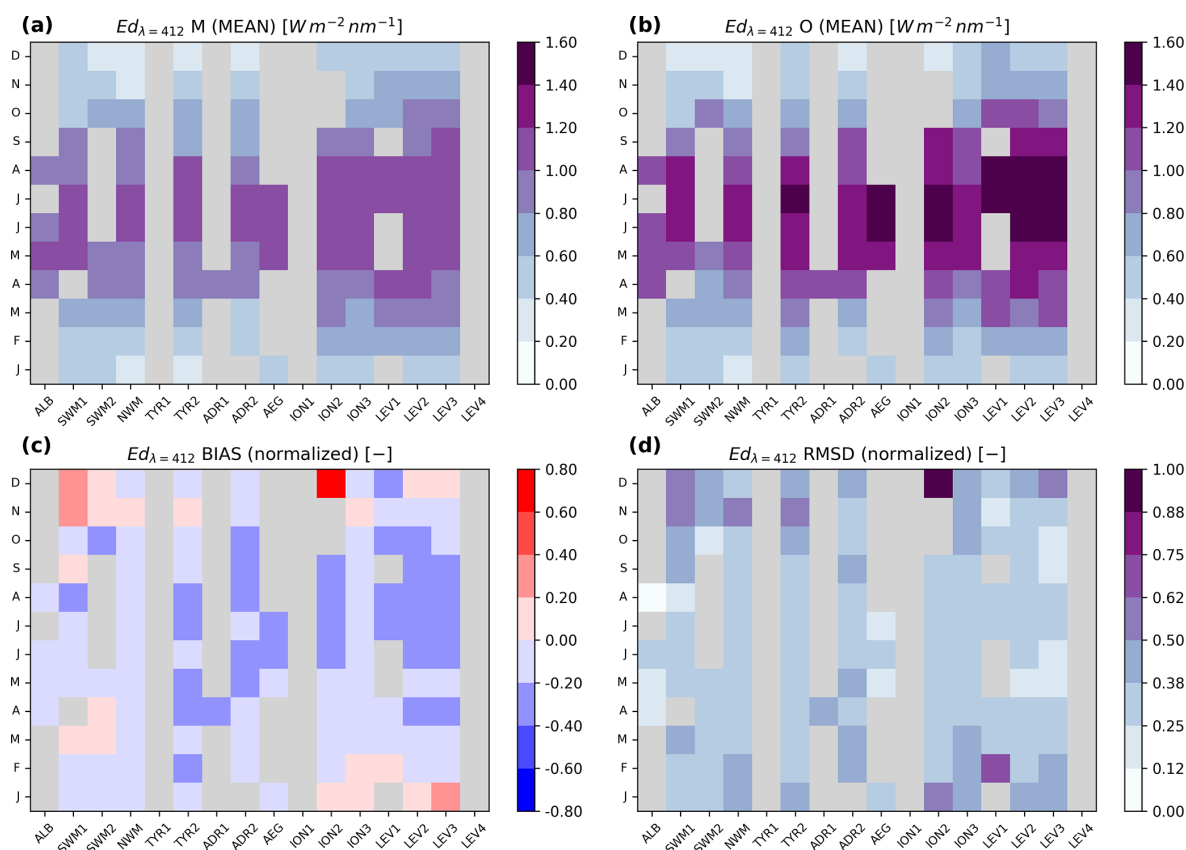 (a)
Ed λ=412 M (MEAN) [W m⁻² nm⁻¹]
D
N
O
S
A
J
J
M
A
M
F
J
ALB SWM1 SWM2 NWM TYR1 TYR2 ADR1 ADR2 AEG ION1 ION2 ION3 LEV1 LEV2 LEV3 LEV4
1.60
1.40
1.20
1.00
0.80
0.60
0.40
0.20
0.00
(b)
Ed λ=412 O (MEAN) [W m⁻² nm⁻¹]
D
N
O
S
A
J
J
M
A
M
F
J
ALB SWM1 SWM2 NWM TYR1 TYR2 ADR1 ADR2 AEG ION1 ION2 ION3 LEV1 LEV2 LEV3 LEV4
1.60
1.40
1.20
1.00
0.80
0.60
0.40
0.20
0.00
(c)
Ed λ=412 BIAS (normalized) [−]
D
N
O
S
A
J
J
M
A
M
F
J
ALB SWM1 SWM2 NWM TYR1 TYR2 ADR1 ADR2 AEG ION1 ION2 ION3 LEV1 LEV2 LEV3 LEV4
0.80
0.60
0.40
0.20
0.00
-0.20
-0.40
-0.60
-0.80
(d)
Ed λ=412 RMSD (normalized) [−]
D
N
O
S
A
J
J
M
A
M
F
J
ALB SWM1 SWM2 NWM TYR1 TYR2 ADR1 ADR2 AEG ION1 ION2 ION3 LEV1 LEV2 LEV3 LEV4
1.00
0.88
0.75
0.62
0.50
0.38
0.25
0.12
0.00